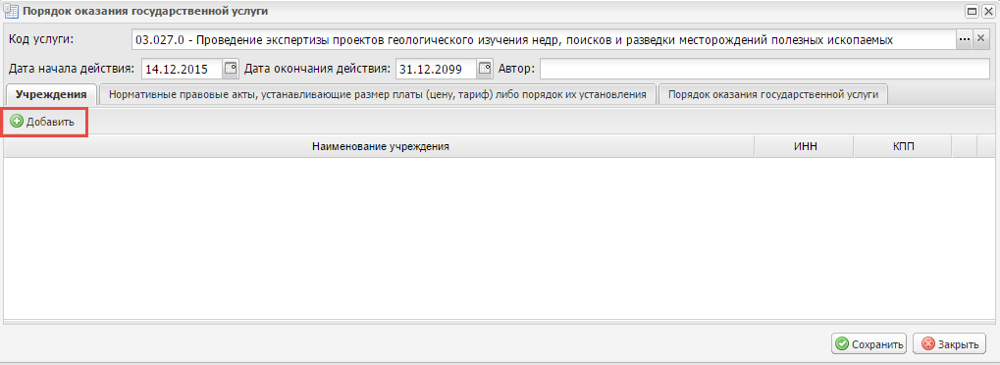 Порядок оказания государственной услуги
Код услуги: 03.027.0 - Проведение экспертизы проектов геологического изучения недр, поисков и разведки месторождений полезных ископаемых
Дата начала действия: 14.12.2015 Дата окончания действия: 31.12.2099 Автор:
Учреждения Нормативные правовые акты, устанавливающие размер платы (цену, тариф) либо порядок их установления Порядок оказания государственной услуги
Добавить
Наименование учреждения ИНН КПП
Сохранить Закрыть